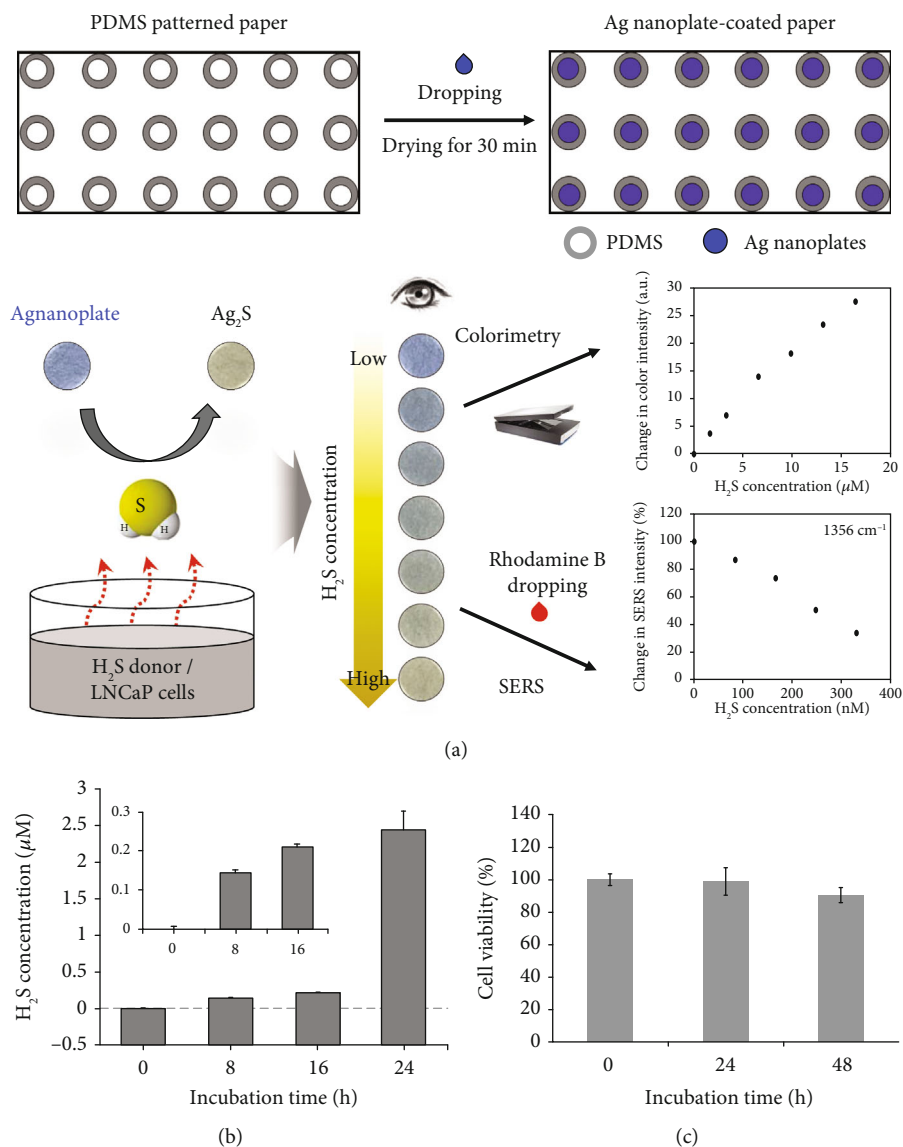 PDMS patterned paper
Ag nanoplate-coated paper
Dropping
Drying for 30 min
PDMS
Ag nanoplates
Agnanoplate
Ag₂S
S
H
H
H₂S donor /
LNCaP cells
Low
H₂S concentration
High
Colorimetry
Rhodamine B
dropping
SERS
Change in color intensity (a.u.)
30
25
20
15
10
5
0
0 5 10 15 20
H₂S concentration (μM)
Change in SERS intensity (%)
120
100
80
60
40
20
0
1356 cm⁻¹
0 100 200 300 400
H₂S concentration (nM)
(a)
H₂S concentration (μM)
3
2.5
2
1.5
1
0.5
0
–0.5
0.3
0.2
0.1
0
0 8 16
0 8 16 24
Incubation time (h)
(b)
Cell viability (%)
140
120
100
80
60
40
20
0
0 24 48
Incubation time (h)
(c)